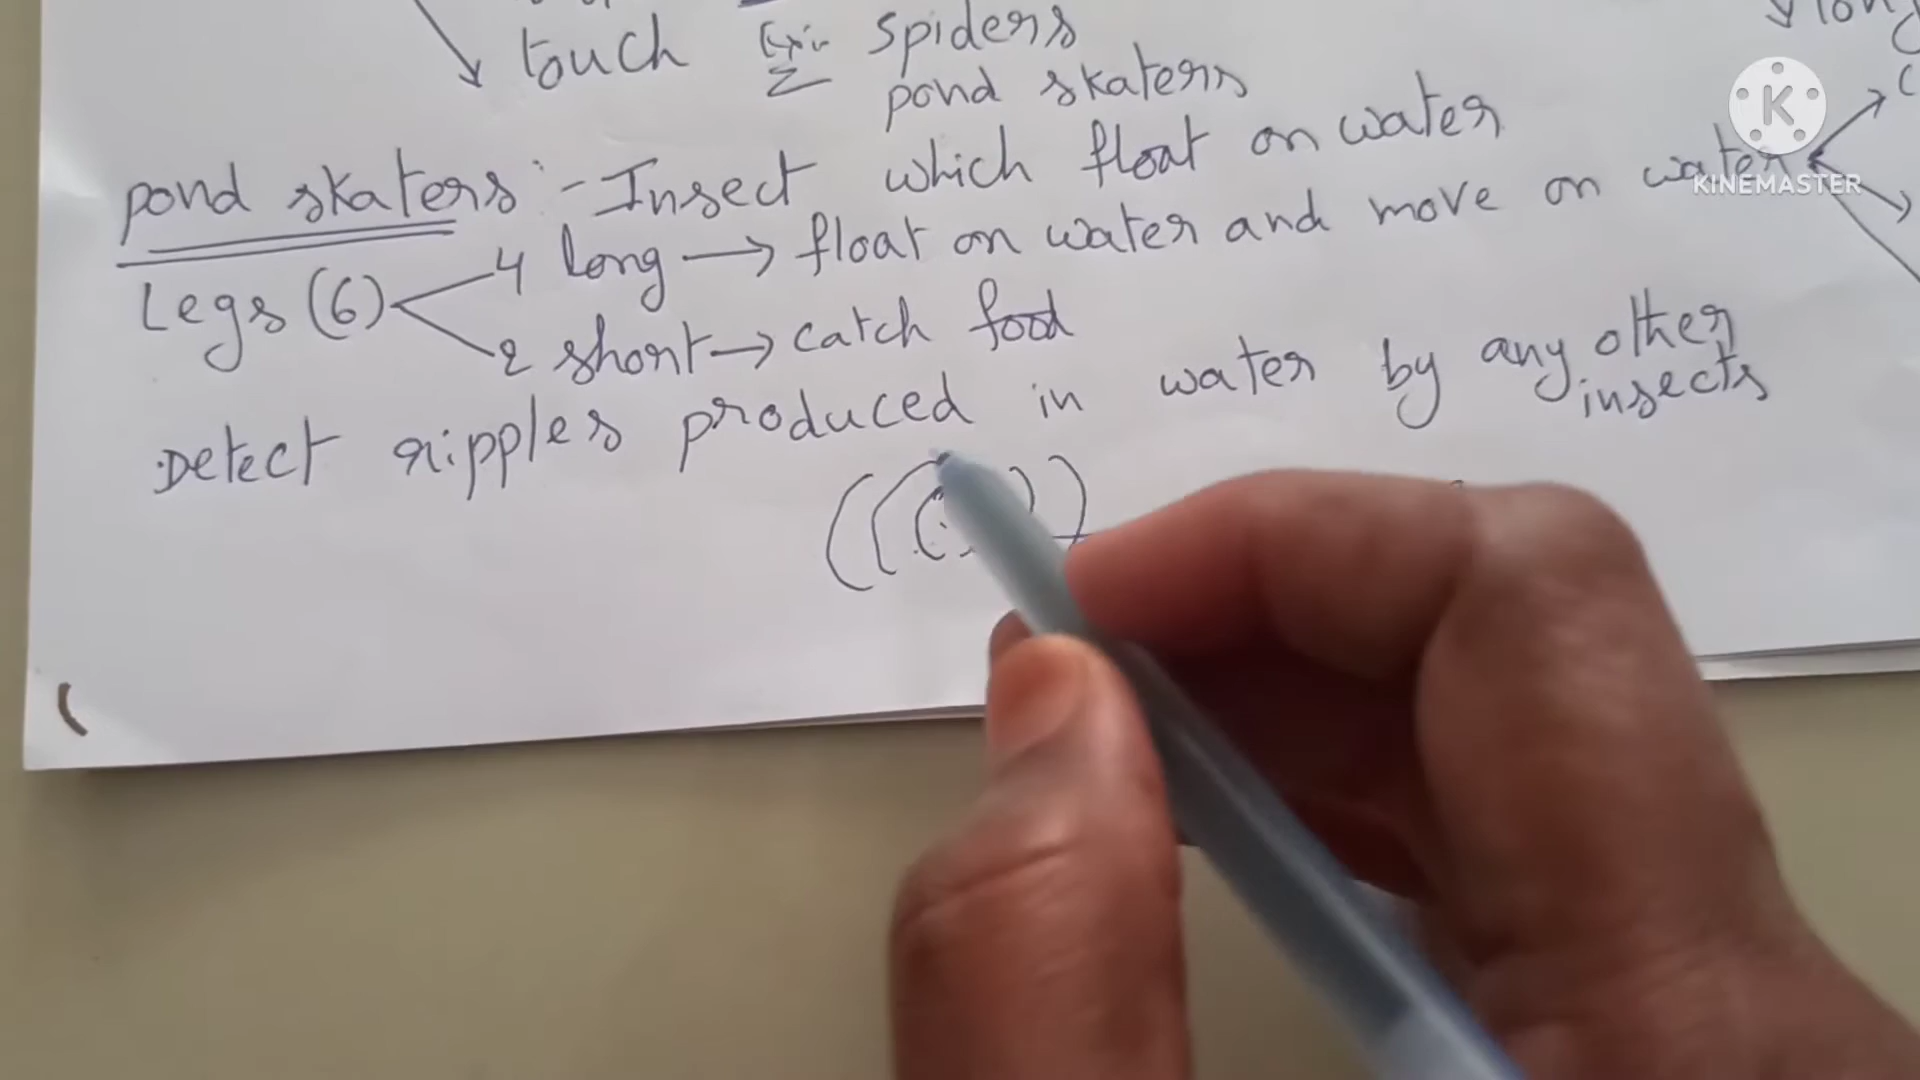 touch Ex:- spiders
pond skaters
pond skaters :- Insect which float on water
Legs (6)
4 long → float on water and move on water
2 short → catch food
Detect ripples produced in water by any other
insects
K
KINEMASTER